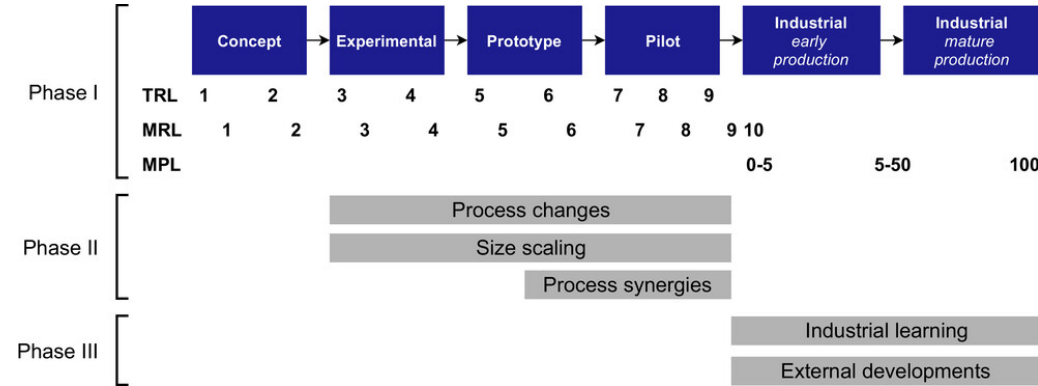 Concept Experimental Prototype Pilot Industrial early production Industrial mature production
Phase I
TRL 1 2 3 4 5 6 7 8 9
MRL 1 2 3 4 5 6 7 8 9 10
MPL 0-5 5-50 100
Phase II
Process changes
Size scaling
Process synergies
Phase III
Industrial learning
External developments